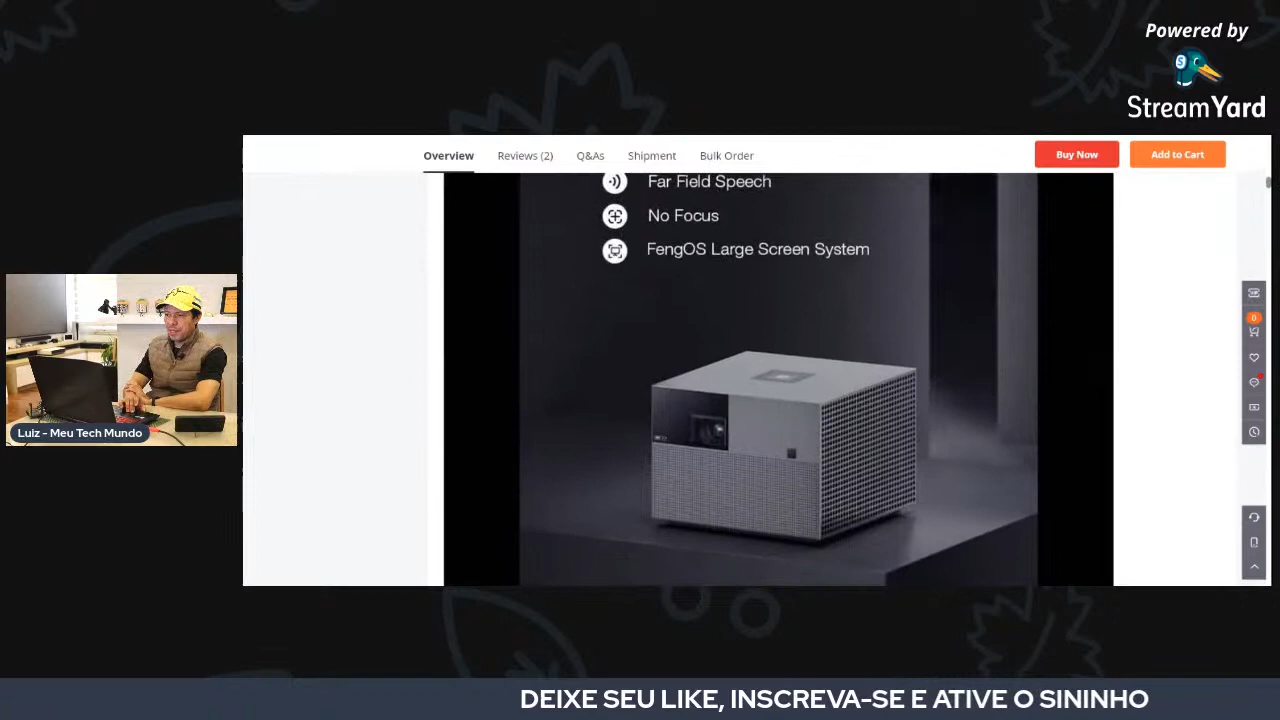 Powered by
StreamYard
Overview
Reviews (2)
Q&As
Shipment
Bulk Order
Buy Now
Add to Cart
Far Field Speech
No Focus
FengOS Large Screen System
Luiz - Meu Tech Mundo
DEIXE SEU LIKE, INSCREVA-SE E ATIVE O SININHO